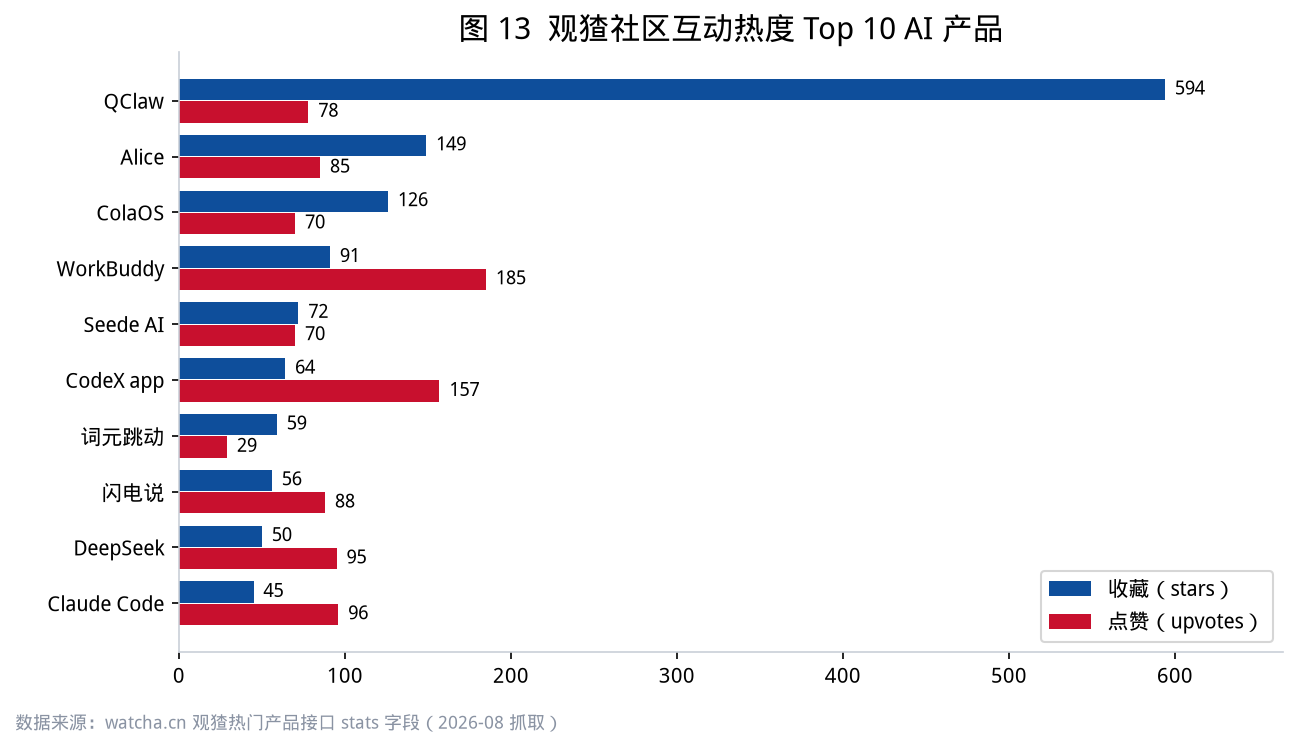 图 13 观猹社区互动热度 Top 10 AI 产品
QClaw
594
78
Alice
149
85
ColaOS
126
70
WorkBuddy
91
185
Seede AI
72
70
CodeX app
64
157
词元跳动
59
29
闪电说
56
88
DeepSeek
50
95
Claude Code
45
96
收藏（stars）
点赞（upvotes）
0 100 200 300 400 500 600
数据来源：watcha.cn 观猹热门产品接口 stats 字段（2026-08 抓取）